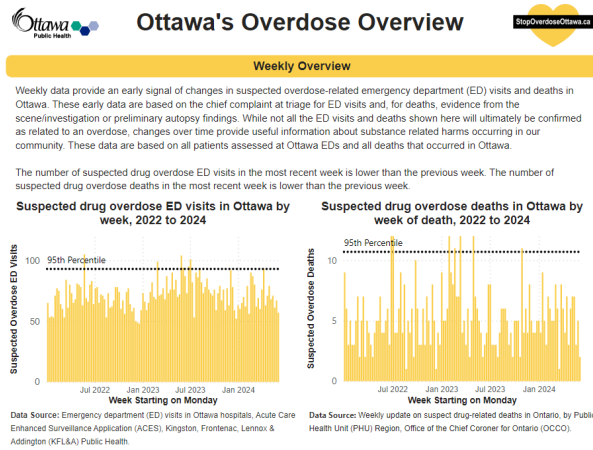 Ottawa
Public Health
Ottawa's Overdose Overview
StopOverdoseOttawa.ca
Weekly Overview
Weekly data provide an early signal of changes in suspected overdose-related emergency department (ED) visits and deaths in
Ottawa. These early data are based on the chief complaint at triage for ED visits and, for deaths, evidence from the
scene/investigation or preliminary autopsy findings. While not all the ED visits and deaths shown here will ultimately be confirmed
as related to an overdose, changes over time provide useful information about substance related harms occurring in our
community. These data are based on all patients assessed at Ottawa EDs and all deaths that occurred in Ottawa.
The number of suspected drug overdose ED visits in the most recent week is lower than the previous week. The number of
suspected drug overdose deaths in the most recent week is lower than the previous week.
Suspected drug overdose ED visits in Ottawa by
week, 2022 to 2024
Suspected Overdose ED Visits
100
50
0
95th Percentile
Jul 2022 Jan 2023 Jul 2023 Jan 2024
Week Starting on Monday
Data Source: Emergency department (ED) visits in Ottawa hospitals, Acute Care
Enhanced Surveillance Application (ACES), Kingston, Frontenac, Lennox &
Addington (KFL&A) Public Health.
Suspected drug overdose deaths in Ottawa by
week of death, 2022 to 2024
Suspected Overdose Deaths
10
5
0
95th Percentile
Jul 2022 Jan 2023 Jul 2023 Jan 2024
Week Starting on Monday
Data Source: Weekly update on suspect drug-related deaths in Ontario, by Public
Health Unit (PHU) Region, Office of the Chief Coroner for Ontario (OCCO).